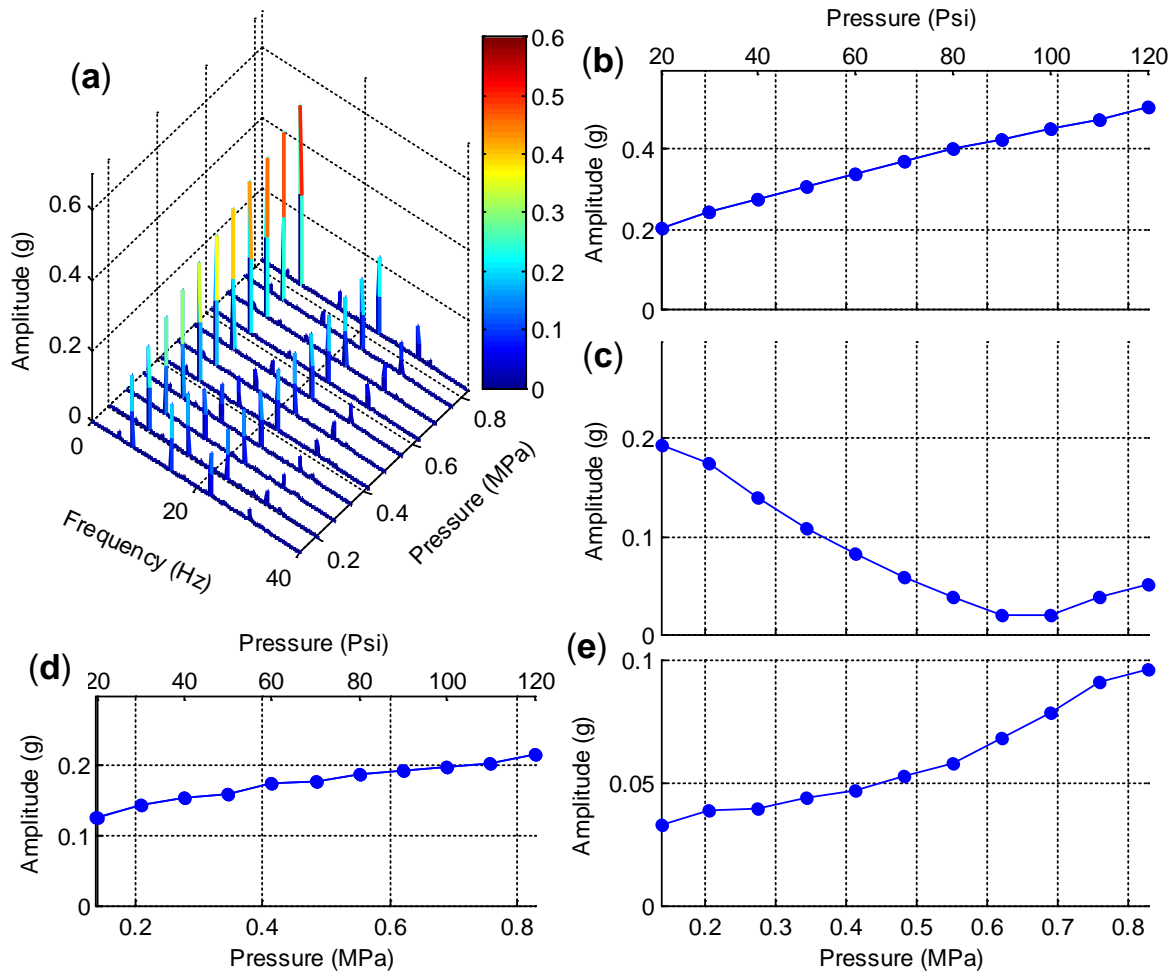 (a)
Amplitude (g)
0.6
0.4
0.2
0
0
20
40
Frequency (Hz)
0.2
0.4
0.6
0.8
Pressure (MPa)
0.6
0.5
0.4
0.3
0.2
0.1
0
Pressure (Psi)
(b)
20 40 60 80 100 120
Amplitude (g)
0.4
0.2
0
(c)
Amplitude (g)
0.2
0.1
0
Pressure (Psi)
(d)
20 40 60 80 100 120
Amplitude (g)
0.2
0.1
0
0.2 0.4 0.6 0.8
Pressure (MPa)
(e)
Amplitude (g)
0.1
0.05
0
0.2 0.3 0.4 0.5 0.6 0.7 0.8
Pressure (MPa)